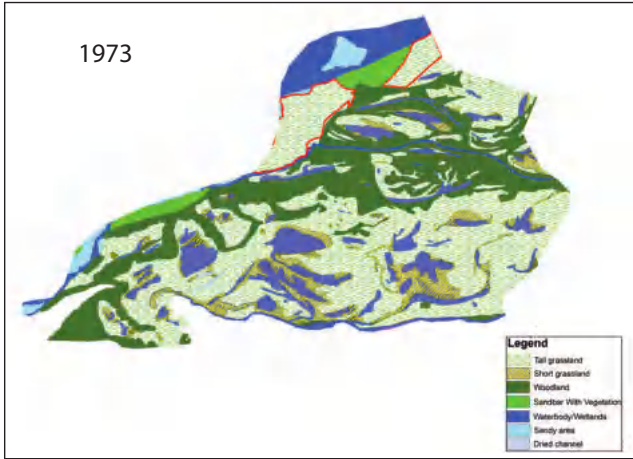 1973
Legend
Tall grassland
Short grassland
Woodland
Sandbar With Vegetation
Waterbody/Wetlands
Sandy area
Dried channel